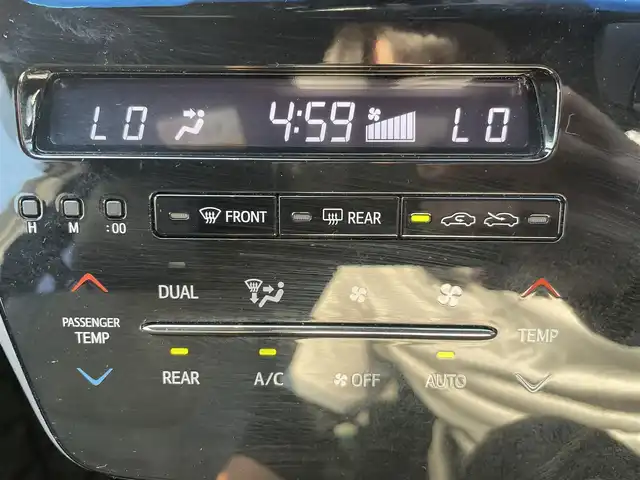 LO 4:59 LO
H M :00 FRONT REAR
DUAL
PASSENGER
TEMP TEMP
REAR A/C OFF AUTO